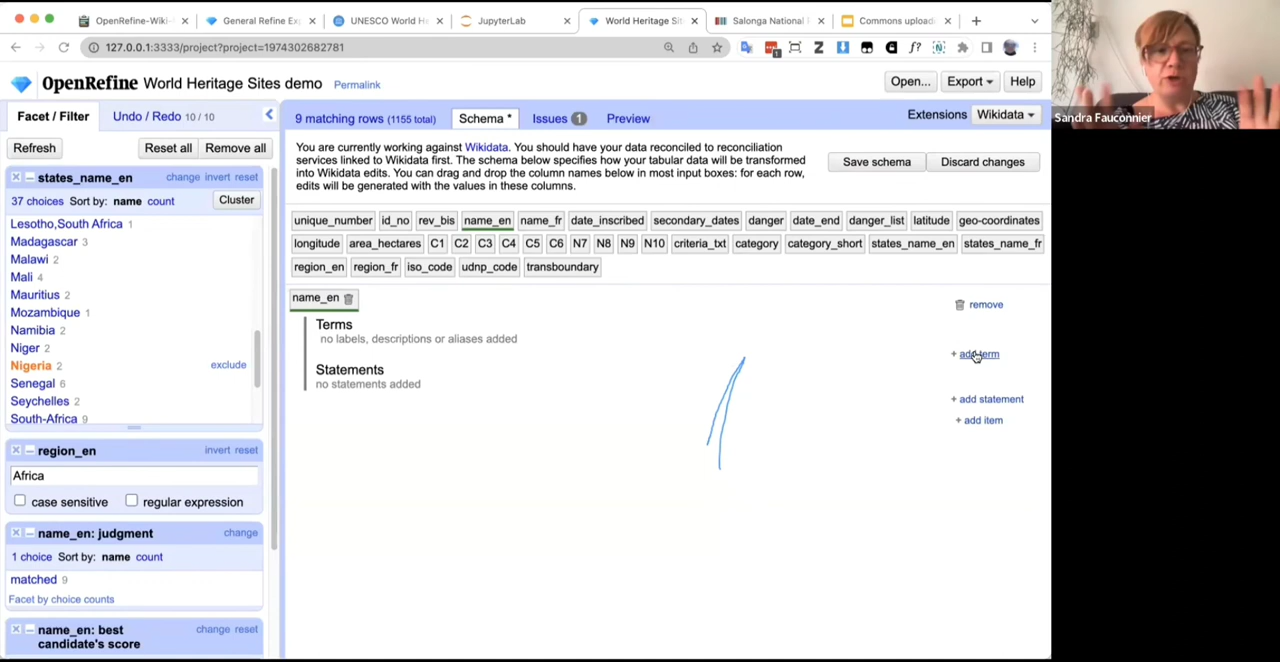 OpenRefine-Wiki-
General Refine Ex
UNESCO World H
JupyterLab
World Heritage Sit
Salonga National
Commons upload
127.0.0.1:3333/project?project=1974302682781
OpenRefine World Heritage Sites demo Permalink
Open... Export Help
Facet / Filter Undo / Redo 10 / 10
Refresh Reset all Remove all
states_name_en change invert reset
37 choices Sort by: name count Cluster
Lesotho,South Africa 1
Madagascar 3
Malawi 2
Mali 4
Mauritius 2
Mozambique 1
Namibia 2
Niger 2
Nigeria 2 exclude
Senegal 6
Seychelles 2
South-Africa 9
region_en invert reset
Africa
case sensitive regular expression
name_en: judgment change
1 choice Sort by: name count
matched 9
Facet by choice counts
name_en: best candidate's score change reset
9 matching rows (1155 total) Schema * Issues 1 Preview Extensions Wikidata
You are currently working against Wikidata. You should have your data reconciled to reconciliation
services linked to Wikidata first. The schema below specifies how your tabular data will be transformed
into Wikidata edits. You can drag and drop the column names below in most input boxes: for each row,
edits will be generated with the values in these columns.
Save schema Discard changes
unique_number id_no rev_bis name_en name_fr date_inscribed secondary_dates danger date_end danger_list latitude geo-coordinates
longitude area_hectares C1 C2 C3 C4 C5 C6 N7 N8 N9 N10 criteria_txt category category_short states_name_en states_name_fr
region_en region_fr iso_code udnp_code transboundary
name_en remove
Terms
no labels, descriptions or aliases added
+ add term
Statements
no statements added
+ add statement
+ add item
Sandra Fauconnier